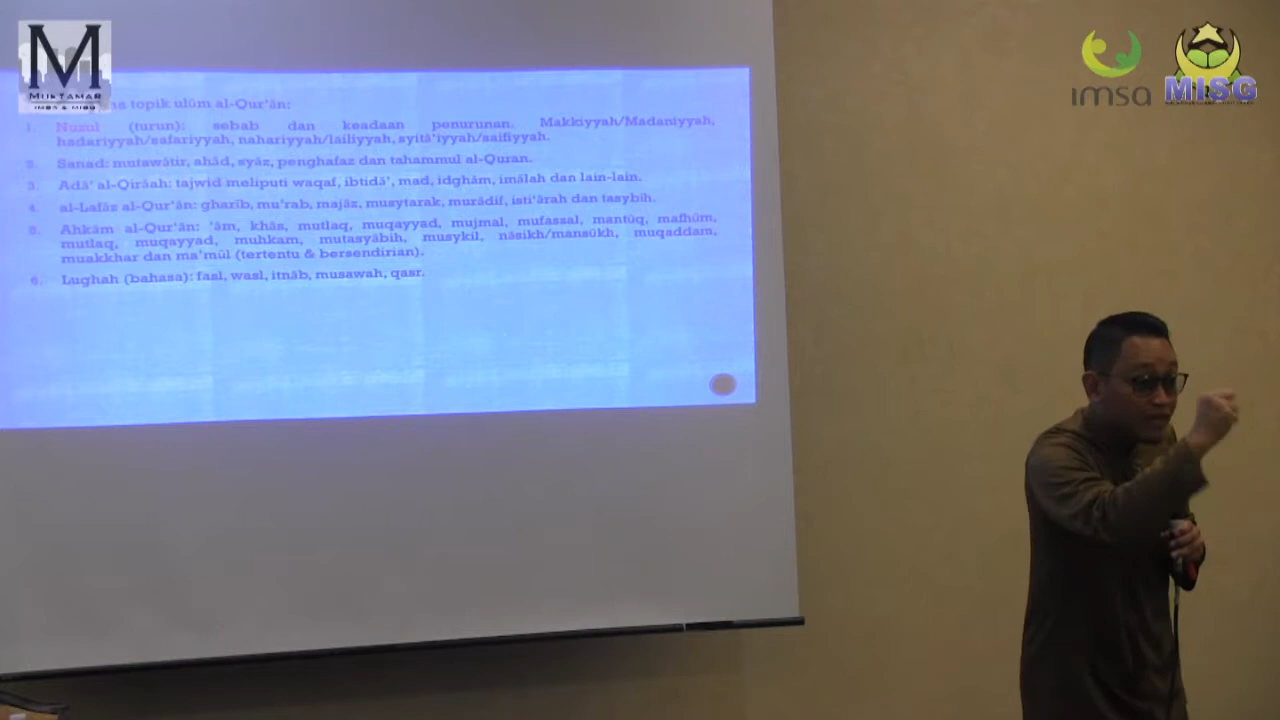 MUKTAMAR
IMSA & MISG
imsa
MISG
topik ulūm al-Qur'ān:
1. Nuzul (turun): sebab dan keadaan penurunan. Makkiyyah/Madaniyyah,
hadariyyah/safariyyah, nahariyyah/lailiyyah, syitā'iyyah/saifiyyah.
2. Sanad: mutawātir, ahād, syāz, penghafaz dan tahammul al-Quran.
3. Adā' al-Qirāah: tajwid meliputi waqaf, ibtidā', mad, idghām, imālah dan lain-lain.
4. al-Lafāz al-Qur'ān: gharīb, mu'rab, majāz, musytarak, murādif, isti'ārah dan tasybih.
5. Ahkām al-Qur'ān: 'ām, khās, mutlaq, muqayyad, mujmal, mufassal, mantūq, mafhūm,
mutlaq, muqayyad, muhkam, mutasyābih, musykil, nāsikh/mansūkh, muqaddam,
muakkhar dan ma'mūl (tertentu & bersendirian).
6. Lughah (bahasa): fasl, wasl, itnāb, musawah, qasr.